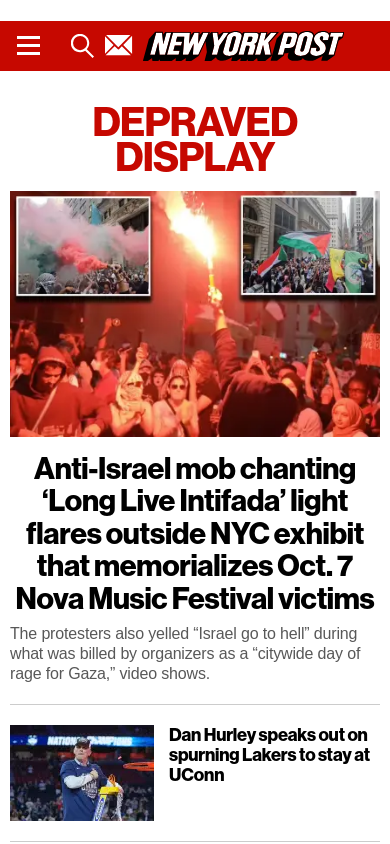 NEW YORK POST
DEPRAVED
DISPLAY
Anti-Israel mob chanting
‘Long Live Intifada’ light
flares outside NYC exhibit
that memorializes Oct. 7
Nova Music Festival victims
The protesters also yelled “Israel go to hell” during
what was billed by organizers as a “citywide day of
rage for Gaza,” video shows.
NATIONAL CHAMPIONS
Dan Hurley speaks out on
spurning Lakers to stay at
UConn